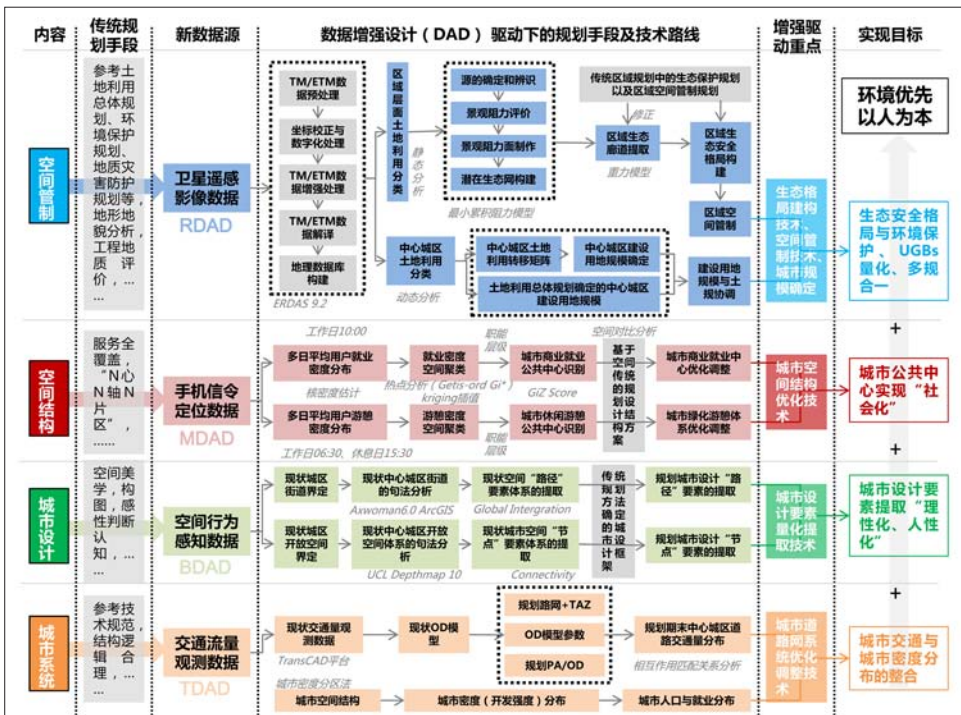 内容
传统规
划手段
新数据源
数据增强设计（DAD）驱动下的规划手段及技术路线
增强驱
动重点
实现目标
空间管制
参考土
地利用
总体规
划、环
境保护
规划、
地质灾
害防护
规划等，
地形地
貌分析，
工程地
质评
价，...
...
卫星遥感
影像数据
RDAD
TM/ETM数
据预处理
坐标校正与
数字化处理
TM/ETM数
据增强处理
TM/ETM数
据解译
地理数据库
构建
ERDAS 9.2
区域层面土地利用分类
静态分析
源的确定和辨识
景观阻力评价
景观阻力面制作
潜在生态网构建
最小累积阻力模型
传统区域规划中的生态保护规划
以及区域空间管制规划
修正
区域生态
廊道提取
重力模型
区域生
态安全
格局构
建
区域空
间管制
中心城区
土地利用
分类
动态分析
中心城区土地
利用转移矩阵
中心城区建设
用地规模确定
土地利用总体规划确定的中心城区
建设用地规模
建设用地
规模与土
规协调
生态格
局建构
技术、
空间管
制技术、
城市规
模确定
环境优先
以人为本
生态安全格
局与环境保
护、UGBs
量化、多规
合一
+
空间结构
服务全
覆盖，
“N心
N轴N
片
区”，
......
手机信令
定位数据
MDAD
工作日10:00
多日平均用户就业
密度分布
核密度估计
就业密度
空间聚类
热点分析（Getis-ord Gi*）
kriging插值
职能
层级
城市商业就业
公共中心识别
GiZ Score
空间对比分析
基于空间结构
传统的规划设计方案
城市商业就业中
心优化调整
多日平均用户游憩
密度分布
游憩密度
空间聚类
职能
层级
城市休闲游憩
公共中心识别
城市绿化游憩体
系优化调整
工作日06:30、休息日15:30
城市空
间结构
优化技
术
城市公共中
心实现“社
会化”
+
城市设计
空间美
学，构
图，感
性判断
认
知，...
...
空间行为
感知数据
BDAD
现状城区
街道界定
现状中心城区街道
的句法分析
Axwoman6.0 ArcGIS
现状空间“路径”
要素体系的提取
Global Intergration
传统规划方法
确定的城市设计框架
规划城市设计“路
径”要素的提取
现状城区
开放空间
界定
现状中心城区开放
空间体系的句法分
析
UCL Depthmap 10
现状城市空间“节
点”要素体系的提
取
Connectivity
规划城市设计“节
点”要素的提取
城市设
计要素
量化提
取技术
城市设计要
素提取“理
性化、人性
化”
+
城市系统
参考技
术规范，
结构逻
辑合
理，...
...
交通流量
观测数据
TDAD
现状交通量观
测数据
TransCAD平台
现状OD模
型
规划路网+TAZ
OD模型参数
规划PA/OD
规划期末中心城区道
路交通量分布
相互作用匹配关系分析
城市密度分区法
城市空间结构
城市密度（开发强度）分布
城市人口与就业分布
城市道
路网系
统优化
调整技
术
城市交通与
城市密度分
布的整合